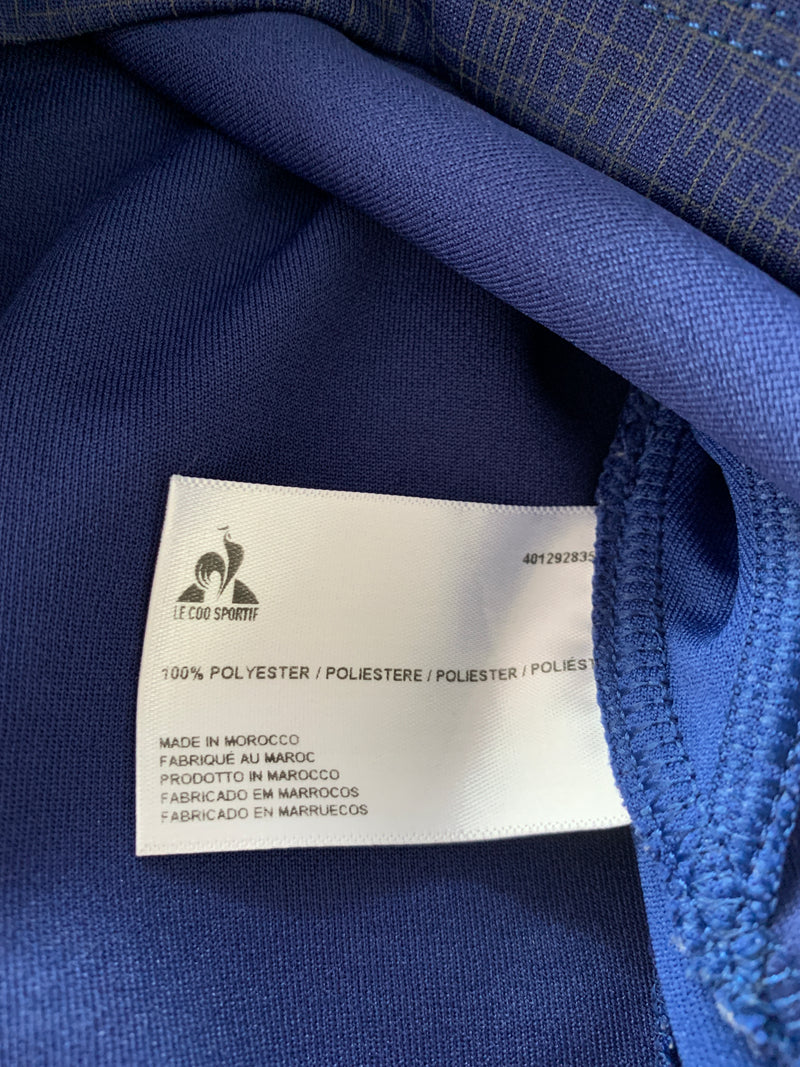 401292835
LE COQ SPORTIF
100% POLYESTER / POLIESTERE / POLIESTER / POLIÉST
MADE IN MOROCCO
FABRIQUÉ AU MAROC
PRODOTTO IN MAROCCO
FABRICADO EM MARROCOS
FABRICADO EN MARRUECOS